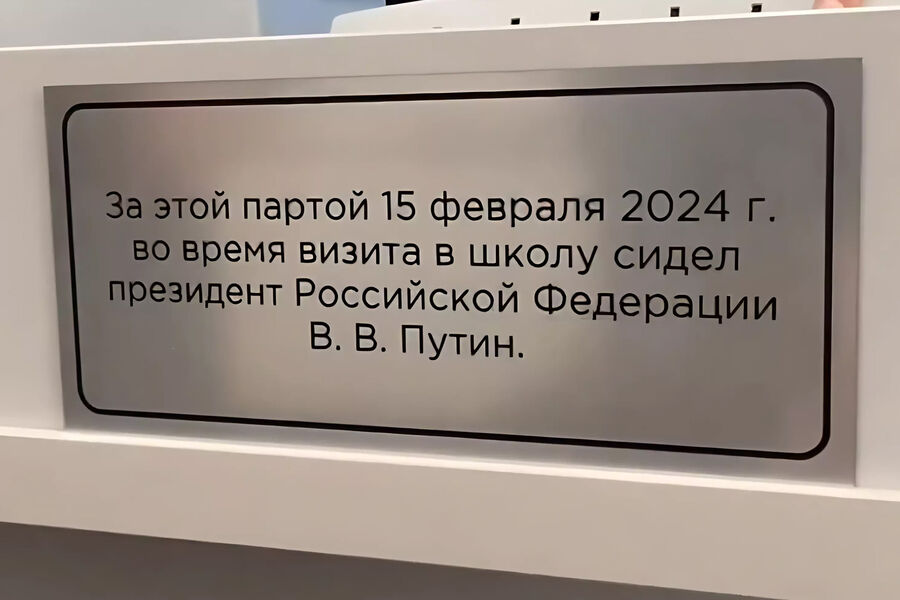 За этой партой 15 февраля 2024 г.
во время визита в школу сидел
президент Российской Федерации
В. В. Путин.